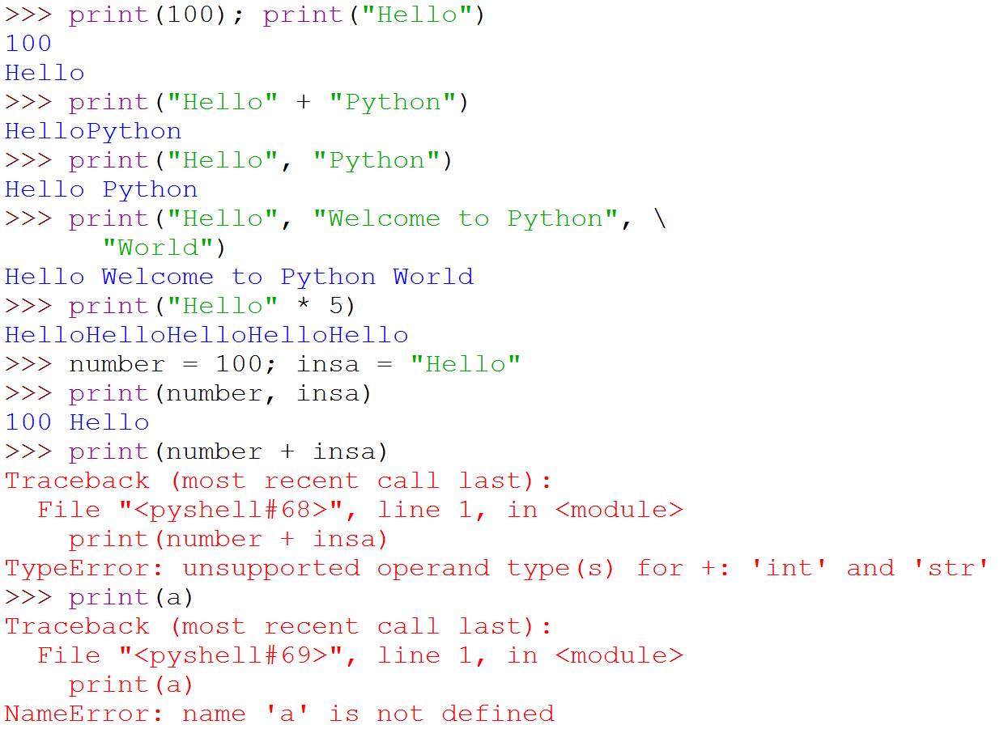 >>> print(100); print("Hello")
100
Hello
>>> print("Hello" + "Python")
HelloPython
>>> print("Hello", "Python")
Hello Python
>>> print("Hello", "Welcome to Python", \
      "World")
Hello Welcome to Python World
>>> print("Hello" * 5)
HelloHelloHelloHelloHello
>>> number = 100; insa = "Hello"
>>> print(number, insa)
100 Hello
>>> print(number + insa)
Traceback (most recent call last):
  File "<pyshell#68>", line 1, in <module>
    print(number + insa)
TypeError: unsupported operand type(s) for +: 'int' and 'str'
>>> print(a)
Traceback (most recent call last):
  File "<pyshell#69>", line 1, in <module>
    print(a)
NameError: name 'a' is not defined